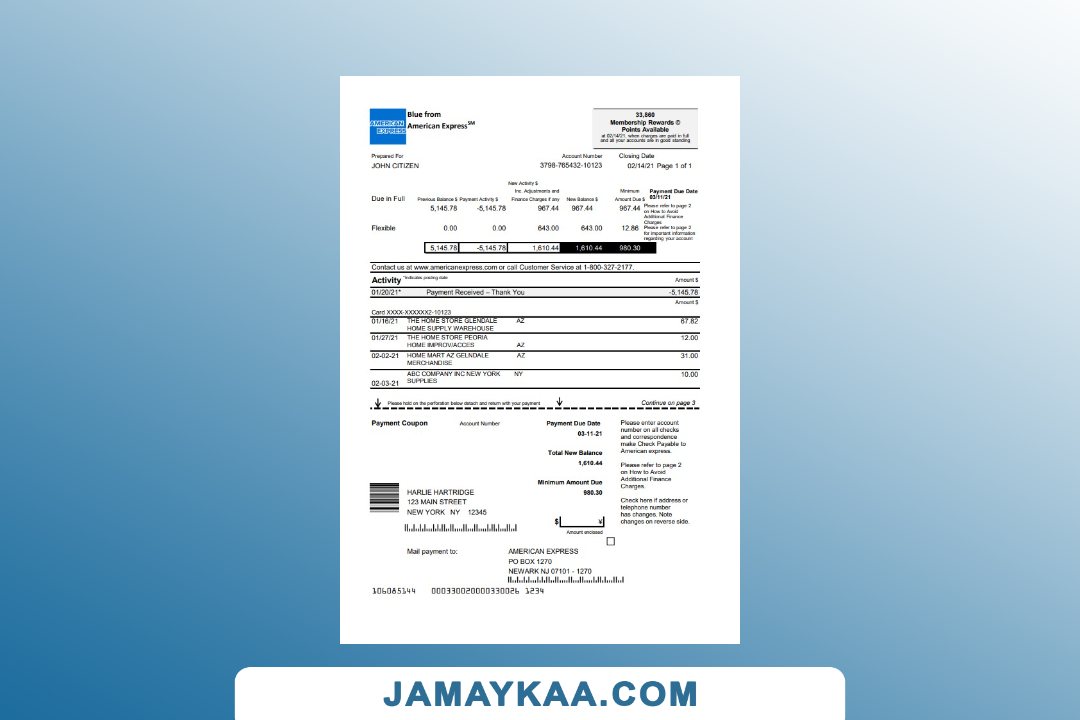 AMERICAN
EXPRESS
Blue from
American Express℠
33,860
Membership Rewards ©
Points Available
at 02/14/21, when charges are paid in full
and all your accounts are in good standing
Prepared For
JOHN CITIZEN
Account Number
3798-765432-10123
Closing Date
02/14/21 Page 1 of 1
New Activity $
Inc. Adjustments and
Finance Charges if any
Previous Balance $ Payment Activity $
New Balance $
Minimum
Amount Due $
Payment Due Date
03/11/21
Due in Full
5,145.78 -5,145.78 967.44 967.44 967.44
Please refer to page 2
on How to Avoid
Additional Finance
Charges
Flexible 0.00 0.00 643.00 643.00 12.86
Please refer to page 2
for important information
regarding your account
5,145.78 -5,145.78 1,610.44 1,610.44 980.30
Contact us at www.americanexpress.com or call Customer Service at 1-800-327-2177.
Activity *Indicates posting date Amount $
01/20/21* Payment Received – Thank You -5,145.78
Amount $
Card XXXX-XXXXXX2-10123
01/16/21 THE HOME STORE GLENDALE AZ 67.82
HOME SUPPLY WAREHOUSE
01/27/21 THE HOME STORE PEORIA 12.00
HOME IMPROV/ACCES AZ
02-02-21 HOME MART AZ GELNDALE AZ 31.00
MERCHANDISE
ABC COMPANY INC NEW YORK NY 10.00
02-03-21 SUPPLIES
Please hold on the perforation below detach and return with your payment
Continue on page 3
Payment Coupon
Account Number
Payment Due Date
03-11-21
Total New Balance
1,610.44
Minimum Amount Due
980.30
Please enter account
number on all checks
and correspondence
make Check Payable to
American express.
Please refer to page 2
on How to Avoid
Additional Finance
Charges.
Check here if address or
telephone number
has changes. Note
changes on reverse side.
HARLIE HARTRIDGE
123 MAIN STREET
NEW YORK NY 12345
$ ¥
Amount enclosed
Mail payment to:
AMERICAN EXPRESS
PO BOX 1270
NEWARK NJ 07101 - 1270
106085144 000330020000330026 1234
JAMAYKAA.COM